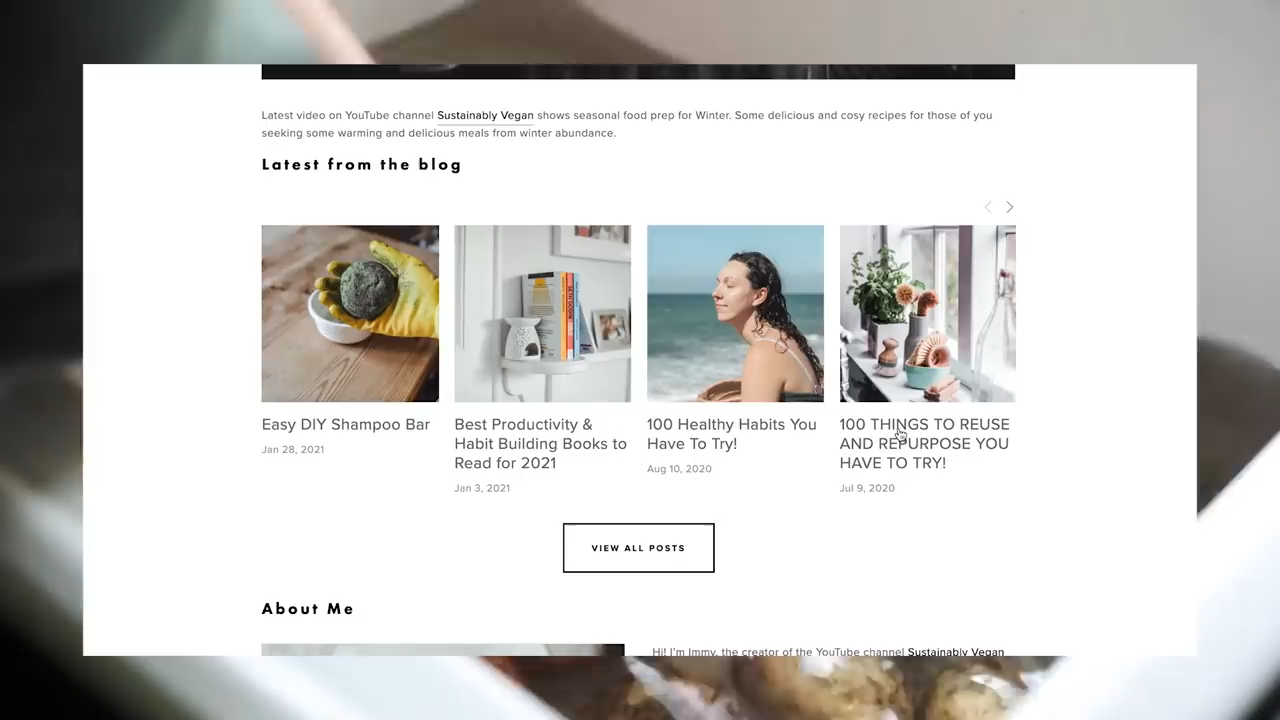 Latest video on YouTube channel Sustainably Vegan shows seasonal food prep for Winter. Some delicious and cosy recipes for those of you
seeking some warming and delicious meals from winter abundance.
Latest from the blog
Easy DIY Shampoo Bar
Jan 28, 2021
Best Productivity &
Habit Building Books to
Read for 2021
Jan 3, 2021
100 Healthy Habits You
Have To Try!
Aug 10, 2020
100 THINGS TO REUSE
AND REPURPOSE YOU
HAVE TO TRY!
Jul 9, 2020
VIEW ALL POSTS
About Me
Hi! I'm Immy, the creator of the YouTube channel Sustainably Vegan